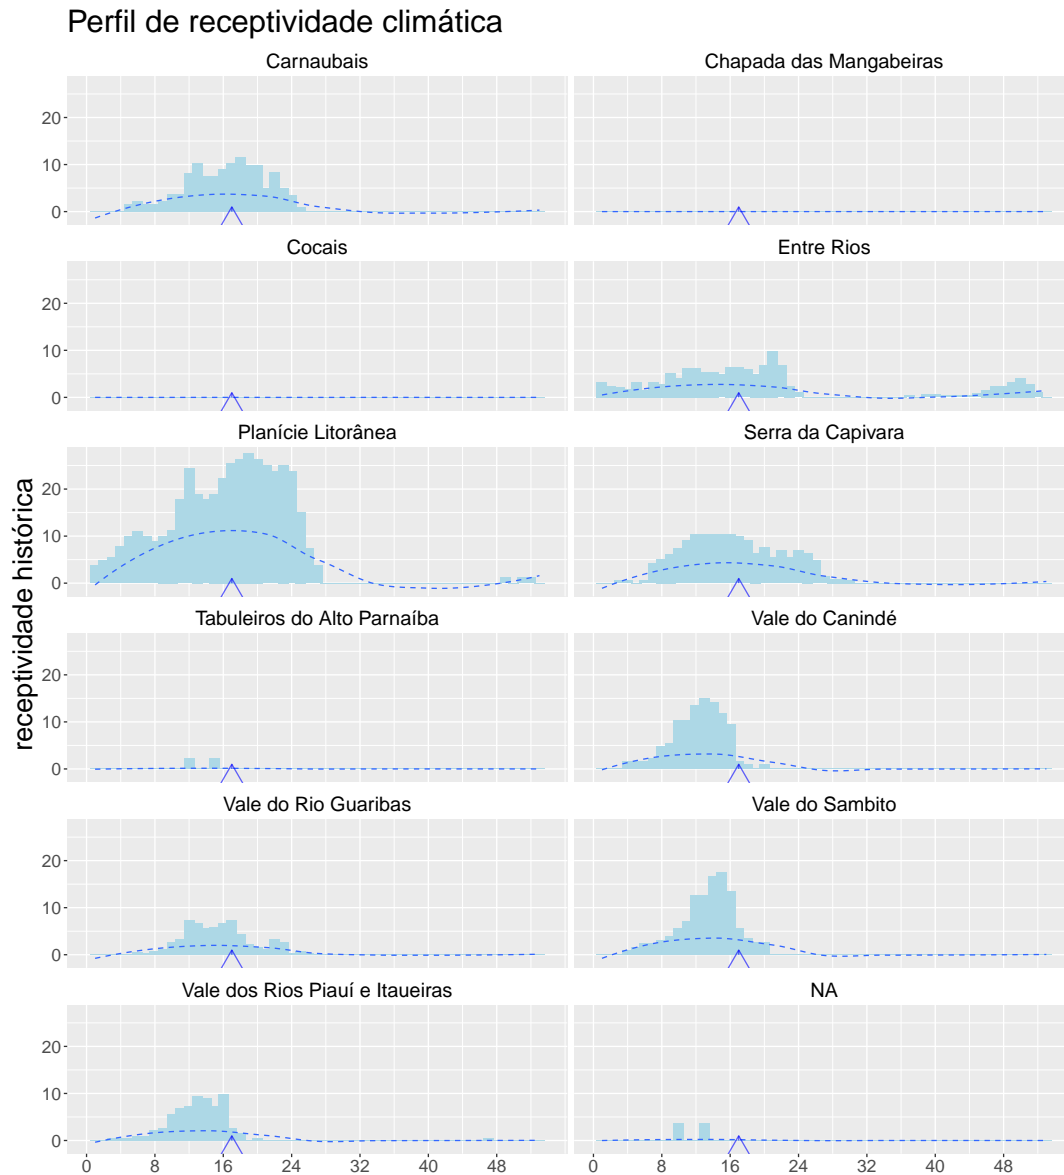 Perfil de receptividade climática
Carnaubais
Chapada das Mangabeiras
20
10
0
Cocais
Entre Rios
20
10
0
Planície Litorânea
Serra da Capivara
20
10
0
receptividade histórica
Tabuleiros do Alto Parnaíba
Vale do Canindé
20
10
0
Vale do Rio Guaribas
Vale do Sambito
20
10
0
Vale dos Rios Piauí e Itaueiras
NA
20
10
0
0 8 16 24 32 40 48
0 8 16 24 32 40 48